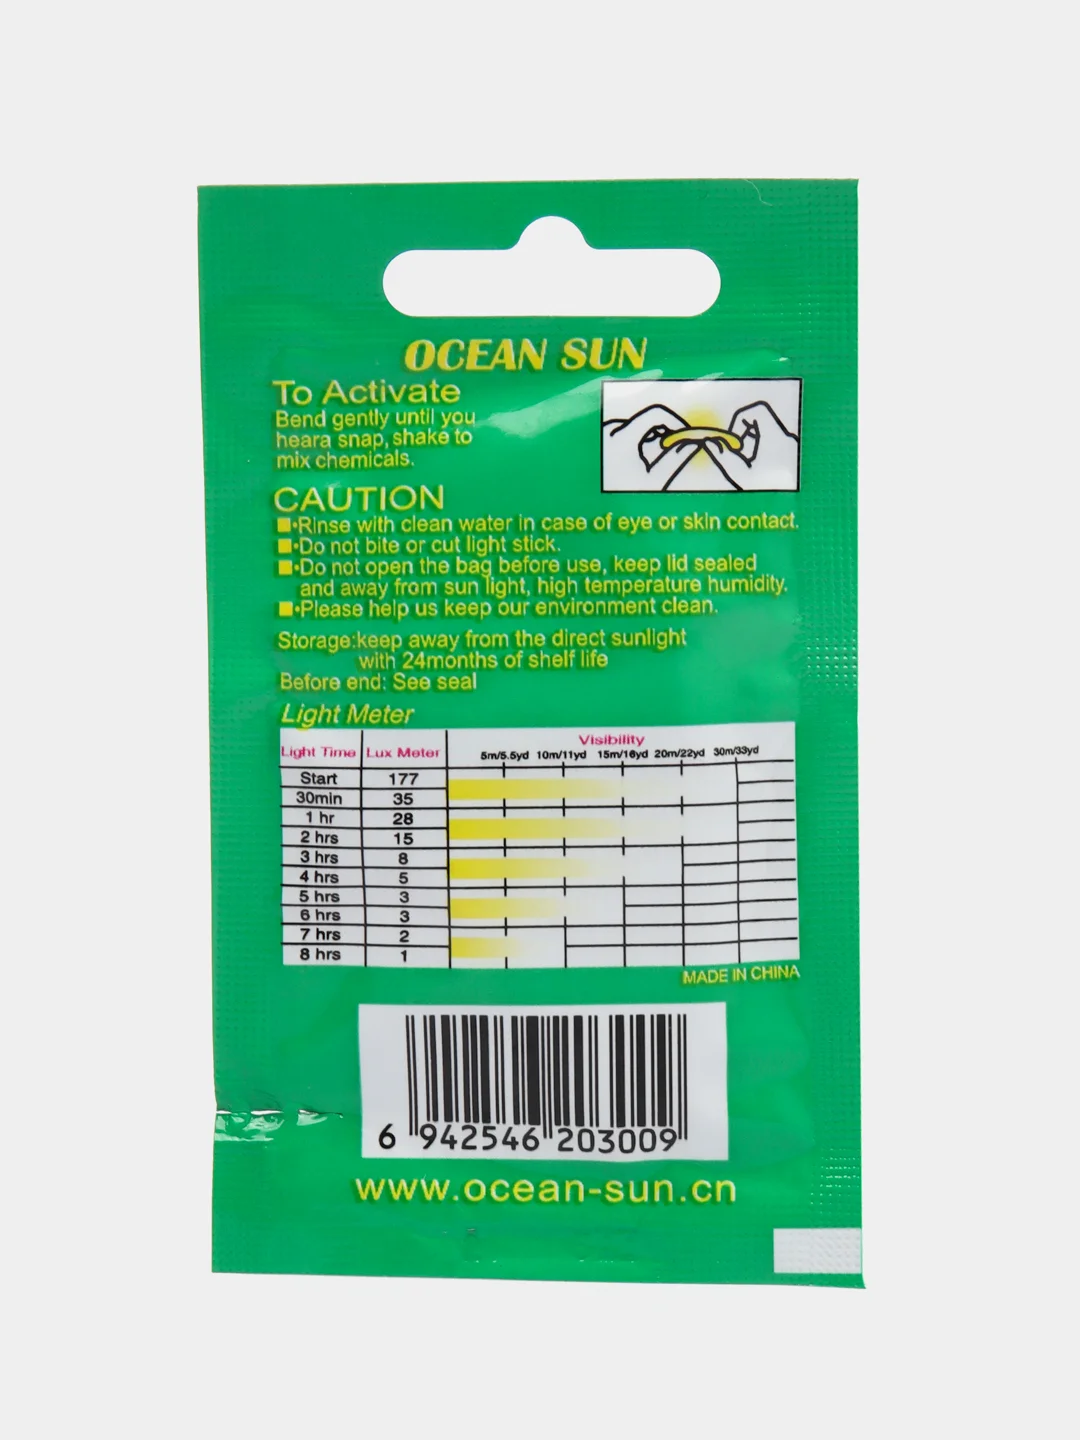 OCEAN SUN
To Activate
Bend gently until you
heara snap, shake to
mix chemicals.
CAUTION
■•Rinse with clean water in case of eye or skin contact.
■•Do not bite or cut light stick.
■•Do not open the bag before use, keep lid sealed
and away from sun light, high temperature humidity.
■•Please help us keep our environment clean.
Storage:keep away from the direct sunlight
with 24months of shelf life
Before end: See seal
Light Meter
Light Time Lux Meter Visibility
5m/5.5yd 10m/11yd 15m/16yd 20m/22yd 30m/33yd
Start 177
30min 35
1 hr 28
2 hrs 15
3 hrs 8
4 hrs 5
5 hrs 3
6 hrs 3
7 hrs 2
8 hrs 1
MADE IN CHINA
6 942546 203009
www.ocean-sun.cn